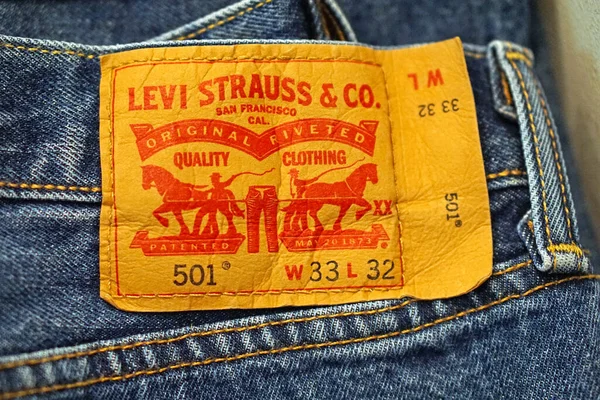 LEVI STRAUSS & CO.
SAN FRANCISCO
CAL.
ORIGINAL RIVETED
QUALITY CLOTHING
XX
PATENTED MAY 20 1873
501® W 33 L 32
W L
33 32
501®